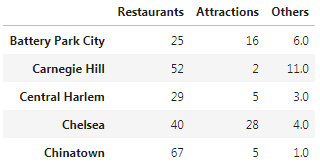 Restaurants Attractions Others
Battery Park City 25 16 6.0
Carnegie Hill 52 2 11.0
Central Harlem 29 5 3.0
Chelsea 40 28 4.0
Chinatown 67 5 1.0